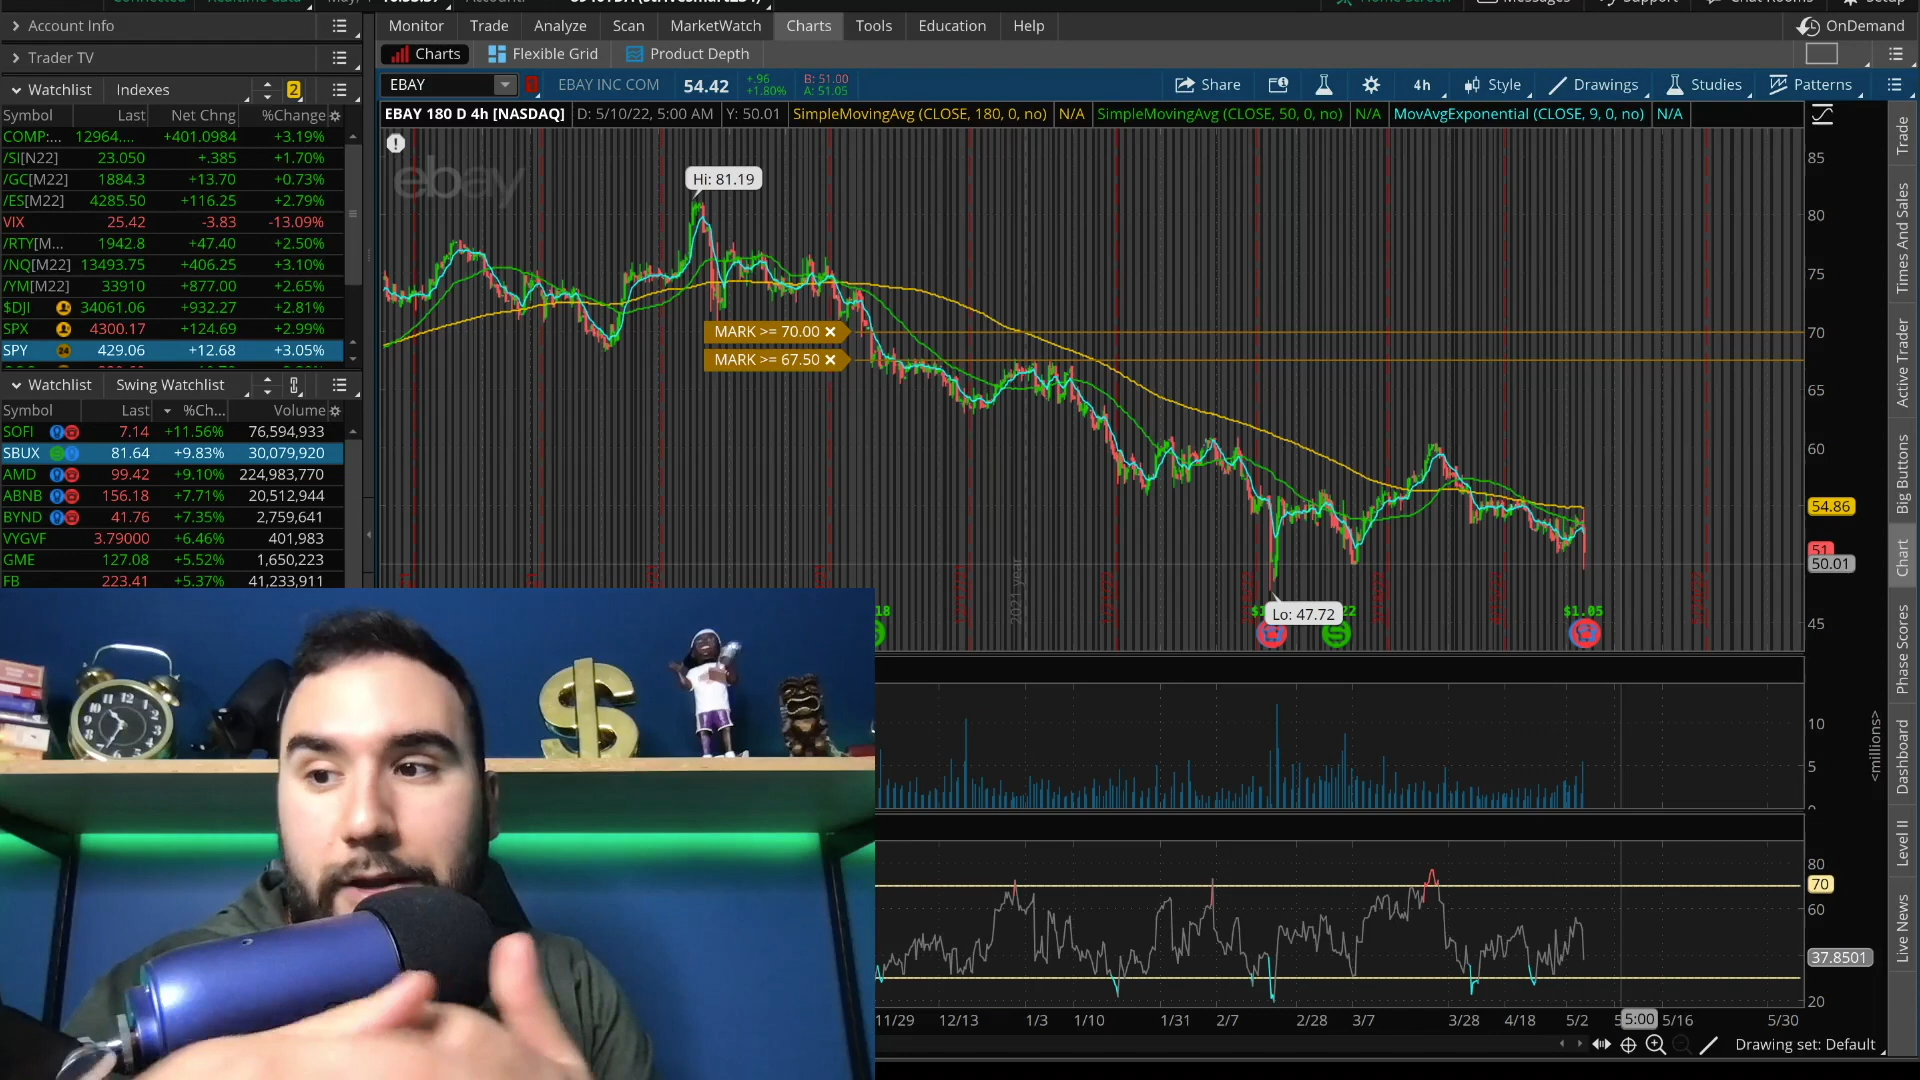 Account Info
Trader TV
Watchlist Indexes 2
Symbol Last Net Chng %Change
COMP:... 12964.... +401.0984 +3.19%
/SI[N22] 23.050 +.385 +1.70%
/GC[M22] 1884.3 +13.70 +0.73%
/ES[M22] 4285.50 +116.25 +2.79%
VIX 25.42 -3.83 -13.09%
/RTY[M... 1942.8 +47.40 +2.50%
/NQ[M22] 13493.75 +406.25 +3.10%
/YM[M22] 33910 +877.00 +2.65%
$DJI 34061.06 +932.27 +2.81%
SPX 4300.17 +124.69 +2.99%
SPY 24 429.06 +12.68 +3.05%
Watchlist Swing Watchlist
Symbol Last %Ch... Volume
SOFI 7.14 +11.56% 76,594,933
SBUX 81.64 +9.83% 30,079,920
AMD 99.42 +9.10% 224,983,770
ABNB 156.18 +7.71% 20,512,944
BYND 41.76 +7.35% 2,759,641
VYGVF 3.79000 +6.46% 401,983
GME 127.08 +5.52% 1,650,223
FB 223.41 +5.37% 41,233,911
Monitor Trade Analyze Scan MarketWatch Charts Tools Education Help
OnDemand
Charts Flexible Grid Product Depth
EBAY EBAY INC COM 54.42 +.96 +1.80% B: 51.00 A: 51.05
Share 4h Style Drawings Studies Patterns
EBAY 180 D 4h [NASDAQ] D: 5/10/22, 5:00 AM Y: 50.01 SimpleMovingAvg (CLOSE, 180, 0, no) N/A SimpleMovingAvg (CLOSE, 50, 0, no) N/A MovAvgExponential (CLOSE, 9, 0, no) N/A
ebay
Hi: 81.19
MARK >= 70.00
MARK >= 67.50
Lo: 47.72
$1.05
2021 year
85
80
75
70
65
60
54.86
51
50.01
45
10
5
<millions>
80
70
60
37.8501
20
11/29 12/13 1/3 1/10 1/31 2/7 2/28 3/7 3/28 4/18 5/2 5:00 5/16 5/30
Drawing set: Default
Trade
Times And Sales
Active Trader
Big Buttons
Chart
Phase Scores
Dashboard
Level II
Live News
12